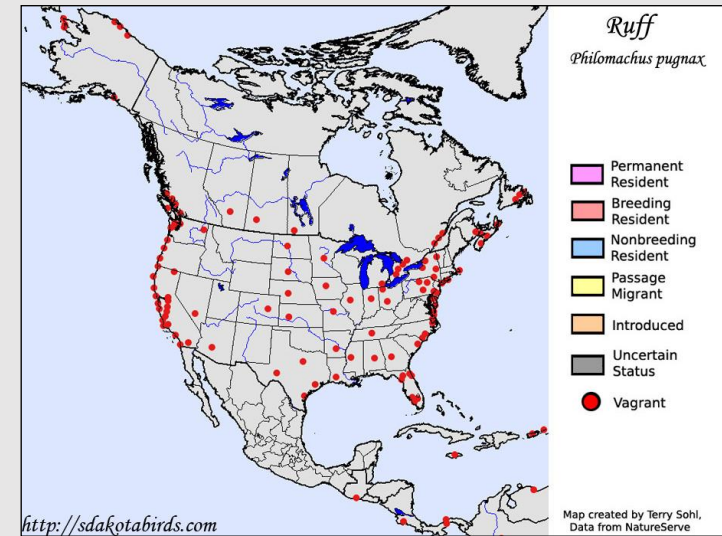 Ruff
Philomachus pugnax
Permanent
Resident
Breeding
Resident
Nonbreeding
Resident
Passage
Migrant
Introduced
Uncertain
Status
Vagrant
http://sdakotabirds.com
Map created by Terry Sohl,
Data from NatureServe